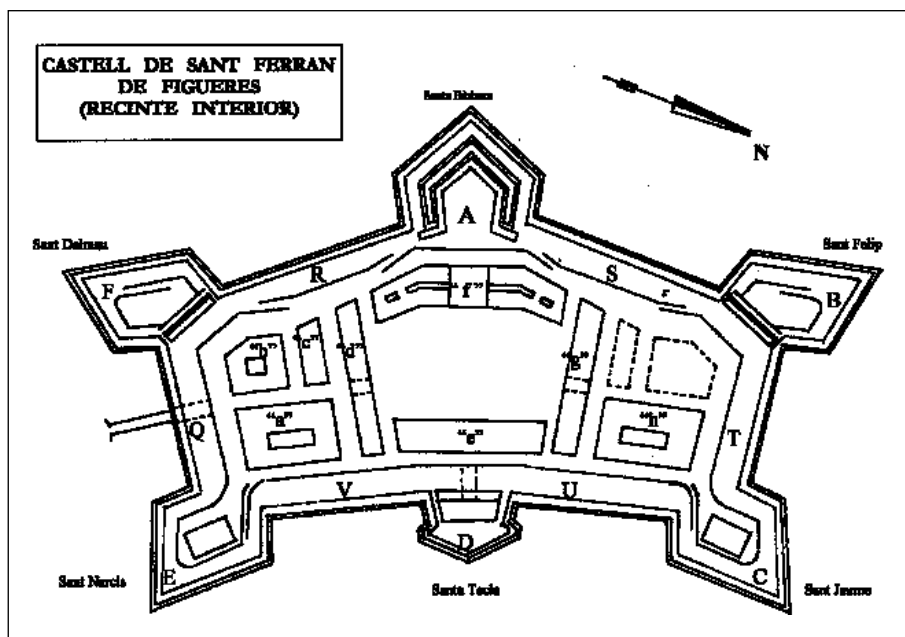 CASTELL DE SANT FERRAN
DE FIGUERES
(RECINTE INTERIOR)
Santa Bàrbara
N
A
Sant Dalmau
Sant Felip
R
S
F
B
"f"
"b"
"c"
"d"
"g"
Q
"a"
"e"
"h"
T
V
U
D
E
C
Sant Narcís
Santa Tecla
Sant Jaume